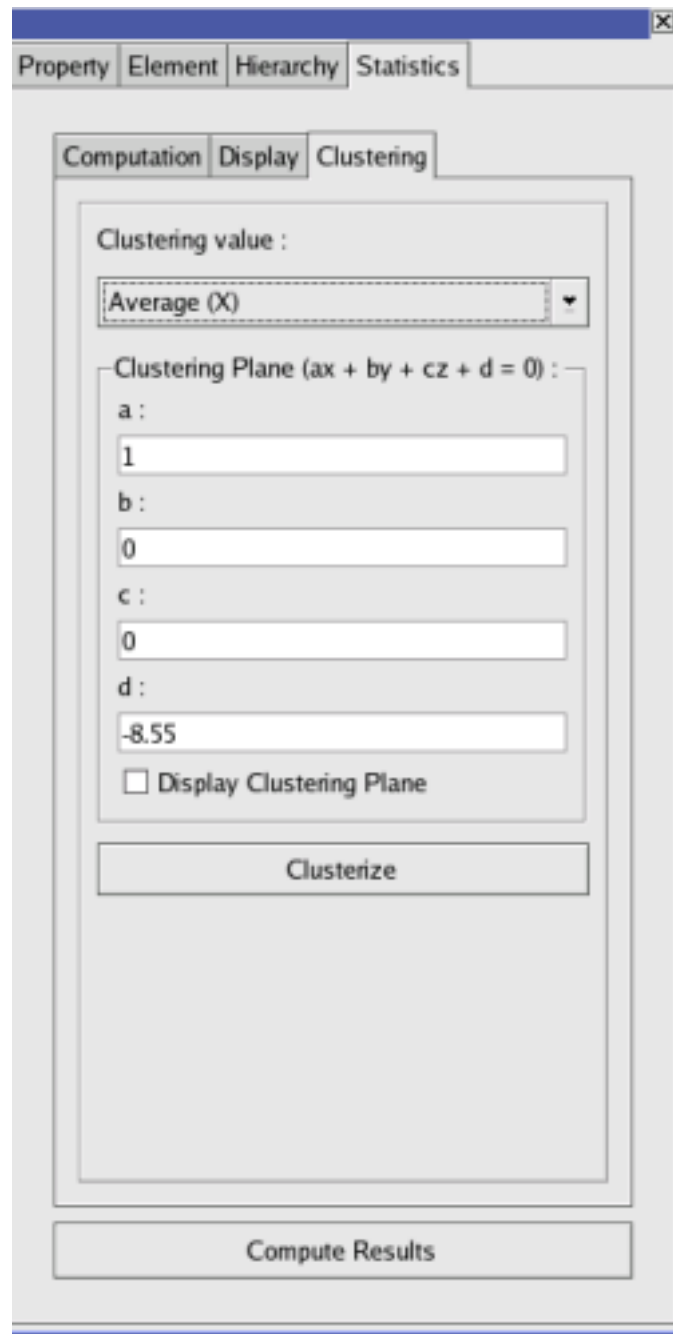 Property Element Hierarchy Statistics
Computation Display Clustering
Clustering value :
Average (X)
Clustering Plane (ax + by + cz + d = 0) :
a :
1
b :
0
c :
0
d :
-8.55
Display Clustering Plane
Clusterize
Compute Results